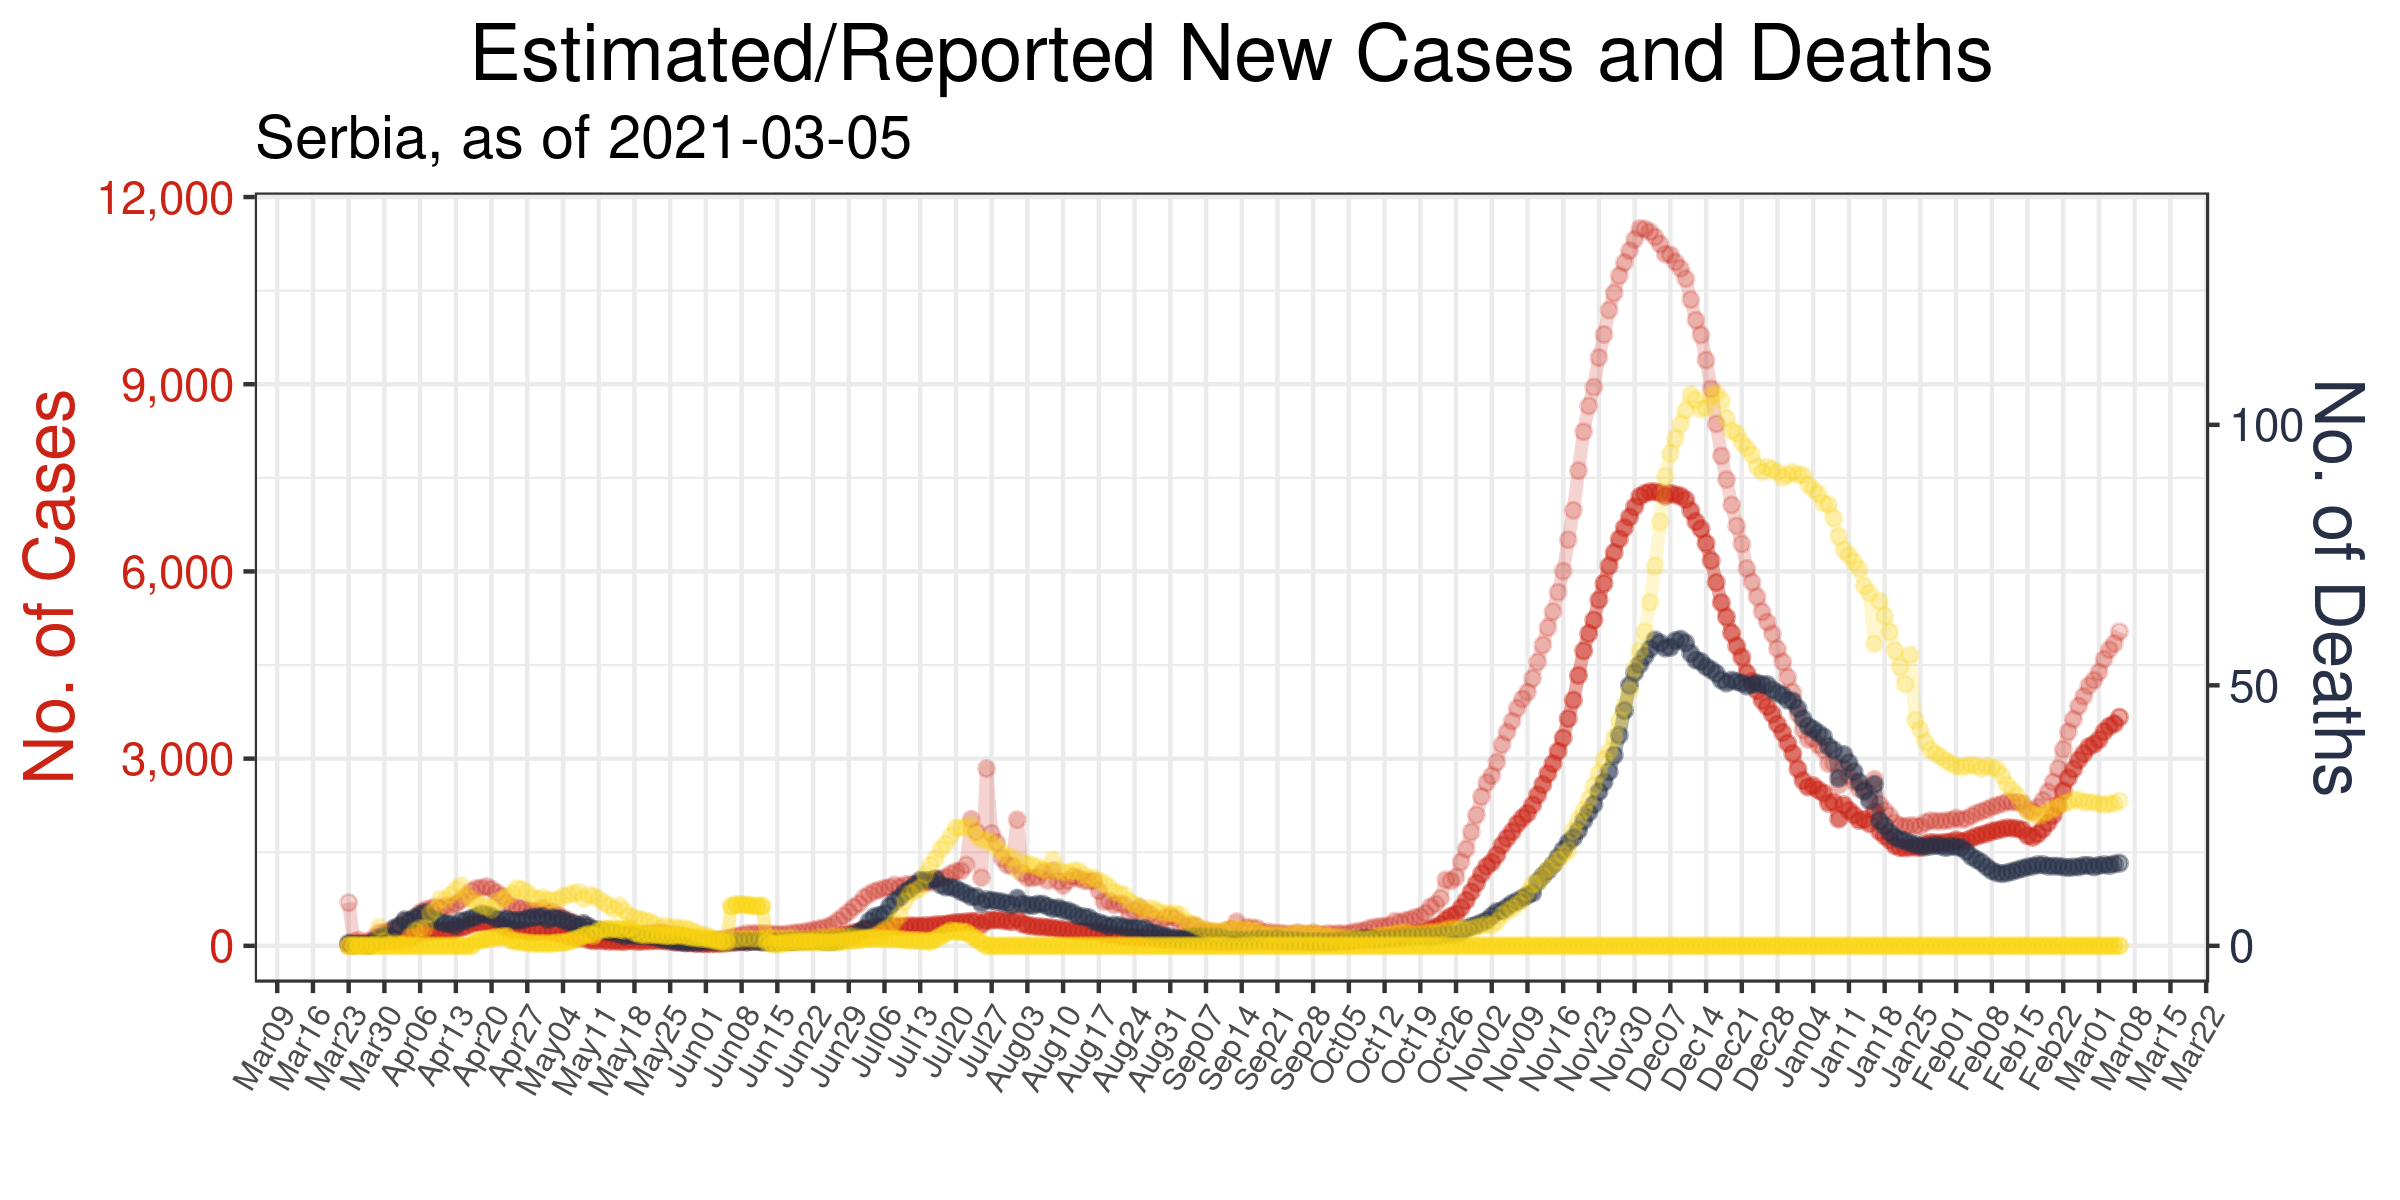 Estimated/Reported New Cases and Deaths
Serbia, as of 2021-03-05
No. of Cases
12,000
9,000
6,000
3,000
0
No. of Deaths
100
50
0
Mar09
Mar16
Mar23
Mar30
Apr06
Apr13
Apr20
Apr27
May04
May11
May18
May25
Jun01
Jun08
Jun15
Jun22
Jun29
Jul06
Jul13
Jul20
Jul27
Aug03
Aug10
Aug17
Aug24
Aug31
Sep07
Sep14
Sep21
Sep28
Oct05
Oct12
Oct19
Oct26
Nov02
Nov09
Nov16
Nov23
Nov30
Dec07
Dec14
Dec21
Dec28
Jan04
Jan11
Jan18
Jan25
Feb01
Feb08
Feb15
Feb22
Mar01
Mar08
Mar15
Mar22